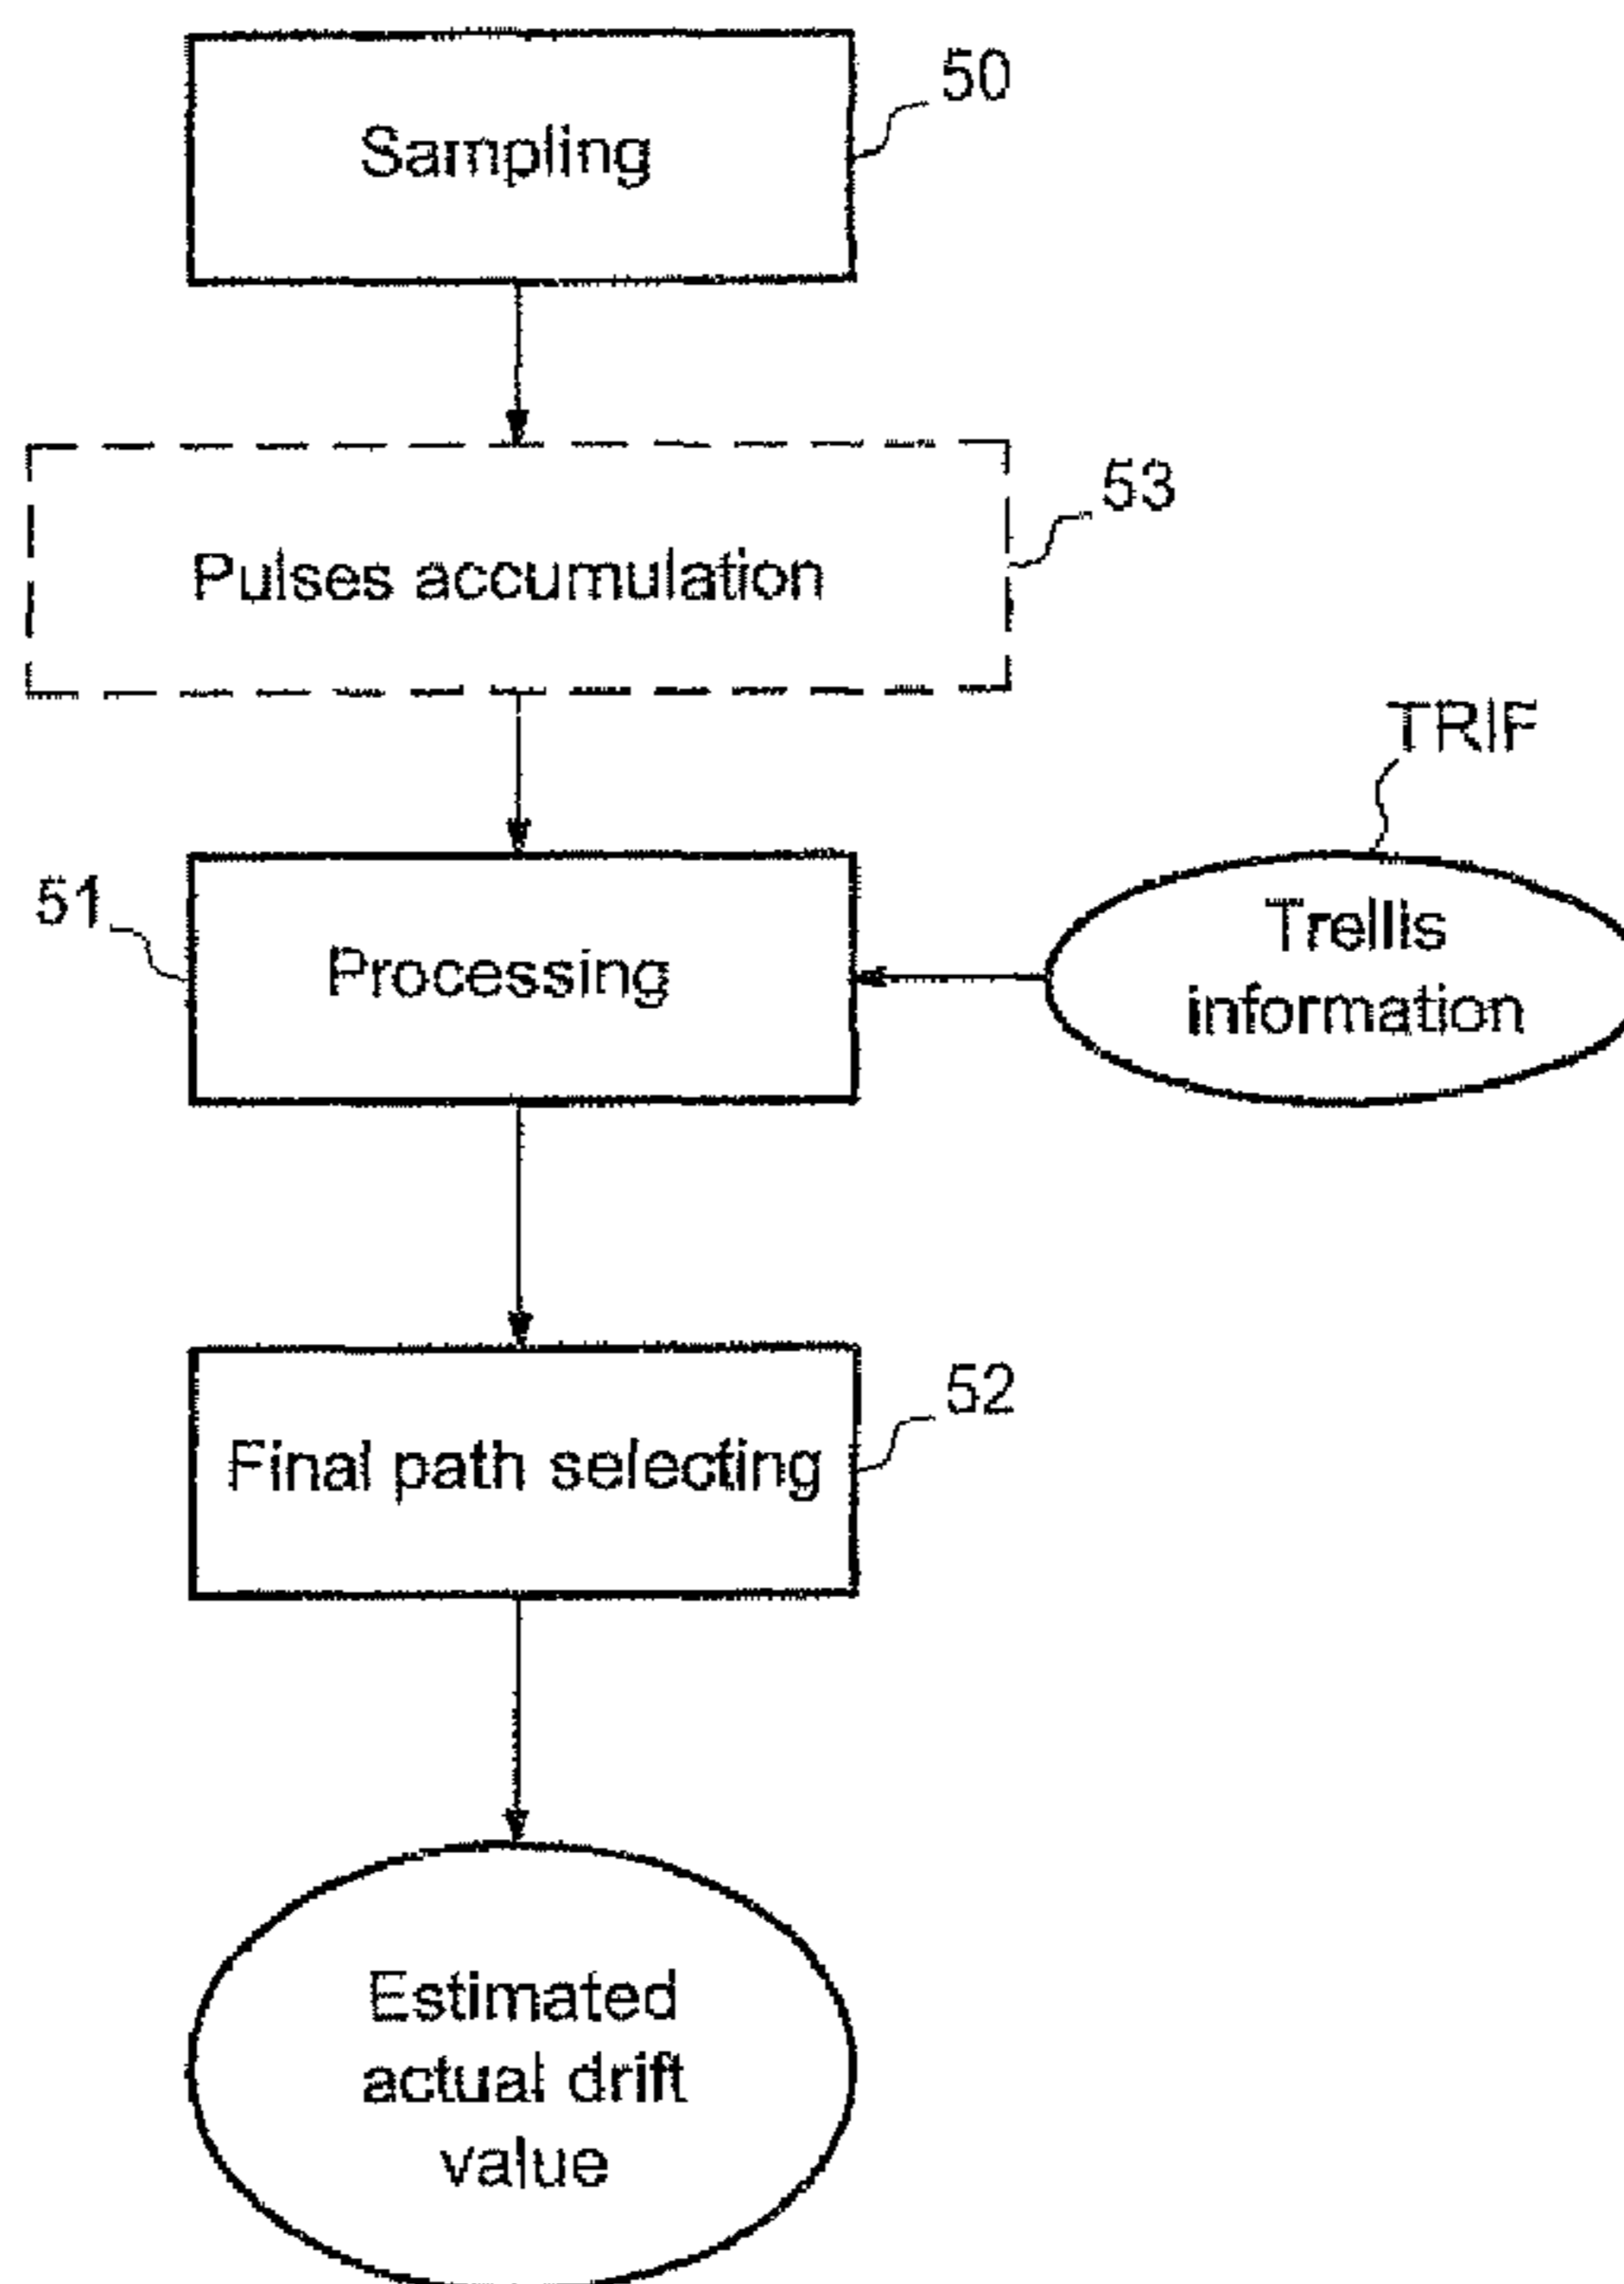 Sampling
50
Pulses accumulation
53
TRIF
51
Processing
Trellis
information
52
Final path selecting
Estimated
actual drift
value